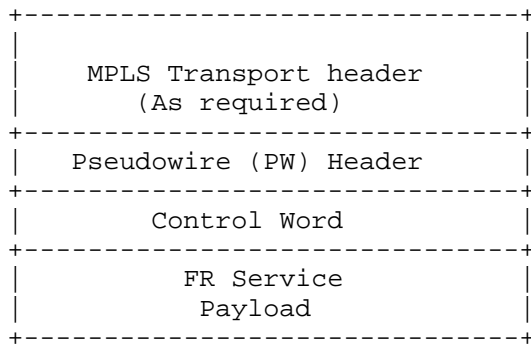 +-------------------------------+
|                               |
|    MPLS Transport header      |
|       (As required)           |
+-------------------------------+
|   Pseudowire (PW) Header      |
+-------------------------------+
|        Control Word           |
+-------------------------------+
|          FR Service           |
|           Payload             |
+-------------------------------+